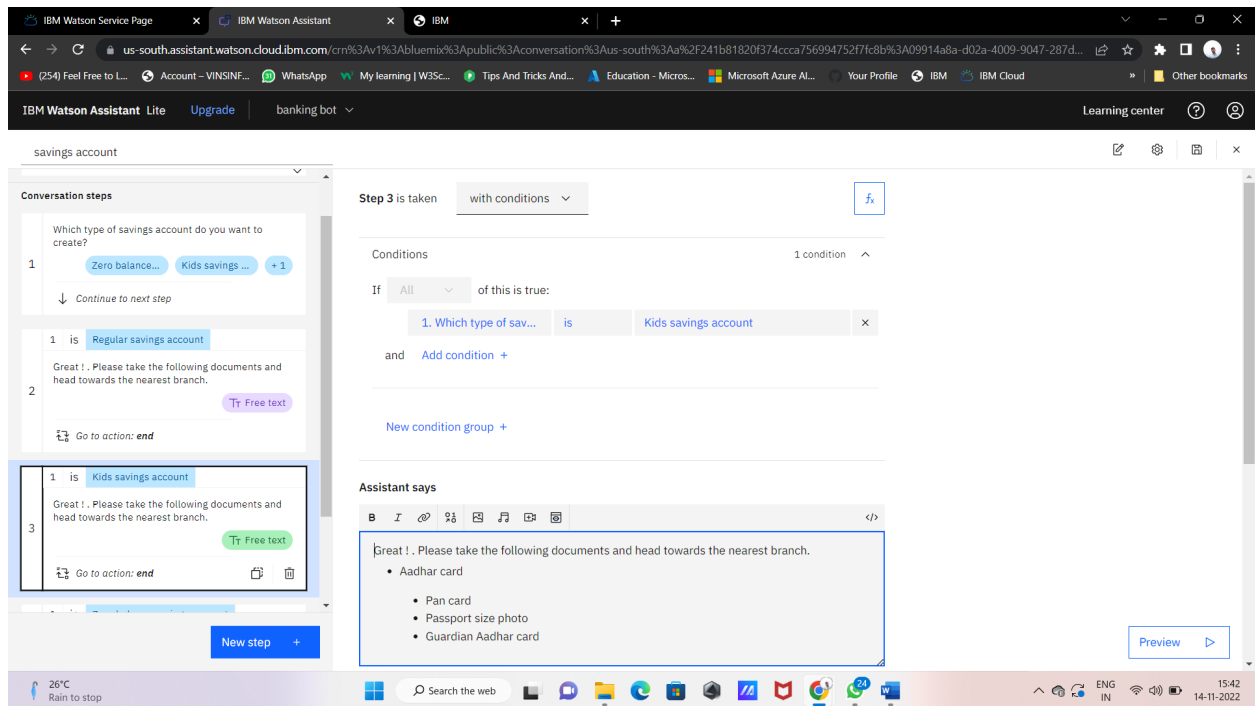 IBM Watson Service Page
IBM Watson Assistant
IBM
us-south.assistant.watson.cloud.ibm.com/crn%3Av1%3Abluemix%3Apublic%3Aconversation%3Aus-south%3Aa%2F241b81820f374ccca756994752f7fc8b%3A09914a8a-d02a-4009-9047-287d...
(254) Feel Free to L...
Account – VINSINF...
WhatsApp
My learning | W3Sc...
Tips And Tricks And...
Education - Micros...
Microsoft Azure AI...
Your Profile
IBM
IBM Cloud
»
Other bookmarks
IBM Watson Assistant Lite
Upgrade
banking bot
Learning center
savings account
Conversation steps
1
Which type of savings account do you want to
create?
Zero balance... Kids savings ... + 1
Continue to next step
1 is Regular savings account
2
Great ! . Please take the following documents and
head towards the nearest branch.
Free text
Go to action: end
1 is Kids savings account
3
Great ! . Please take the following documents and
head towards the nearest branch.
Free text
Go to action: end
New step +
Step 3 is taken with conditions
fx
Conditions
1 condition
If All of this is true:
1. Which type of sav... is Kids savings account
and Add condition +
New condition group +
Assistant says
B I
</>
Great ! . Please take the following documents and head towards the nearest branch.
• Aadhar card
• Pan card
• Passport size photo
• Guardian Aadhar card
Preview
26°C
Rain to stop
Search the web
24
ENG
IN
15:42
14-11-2022